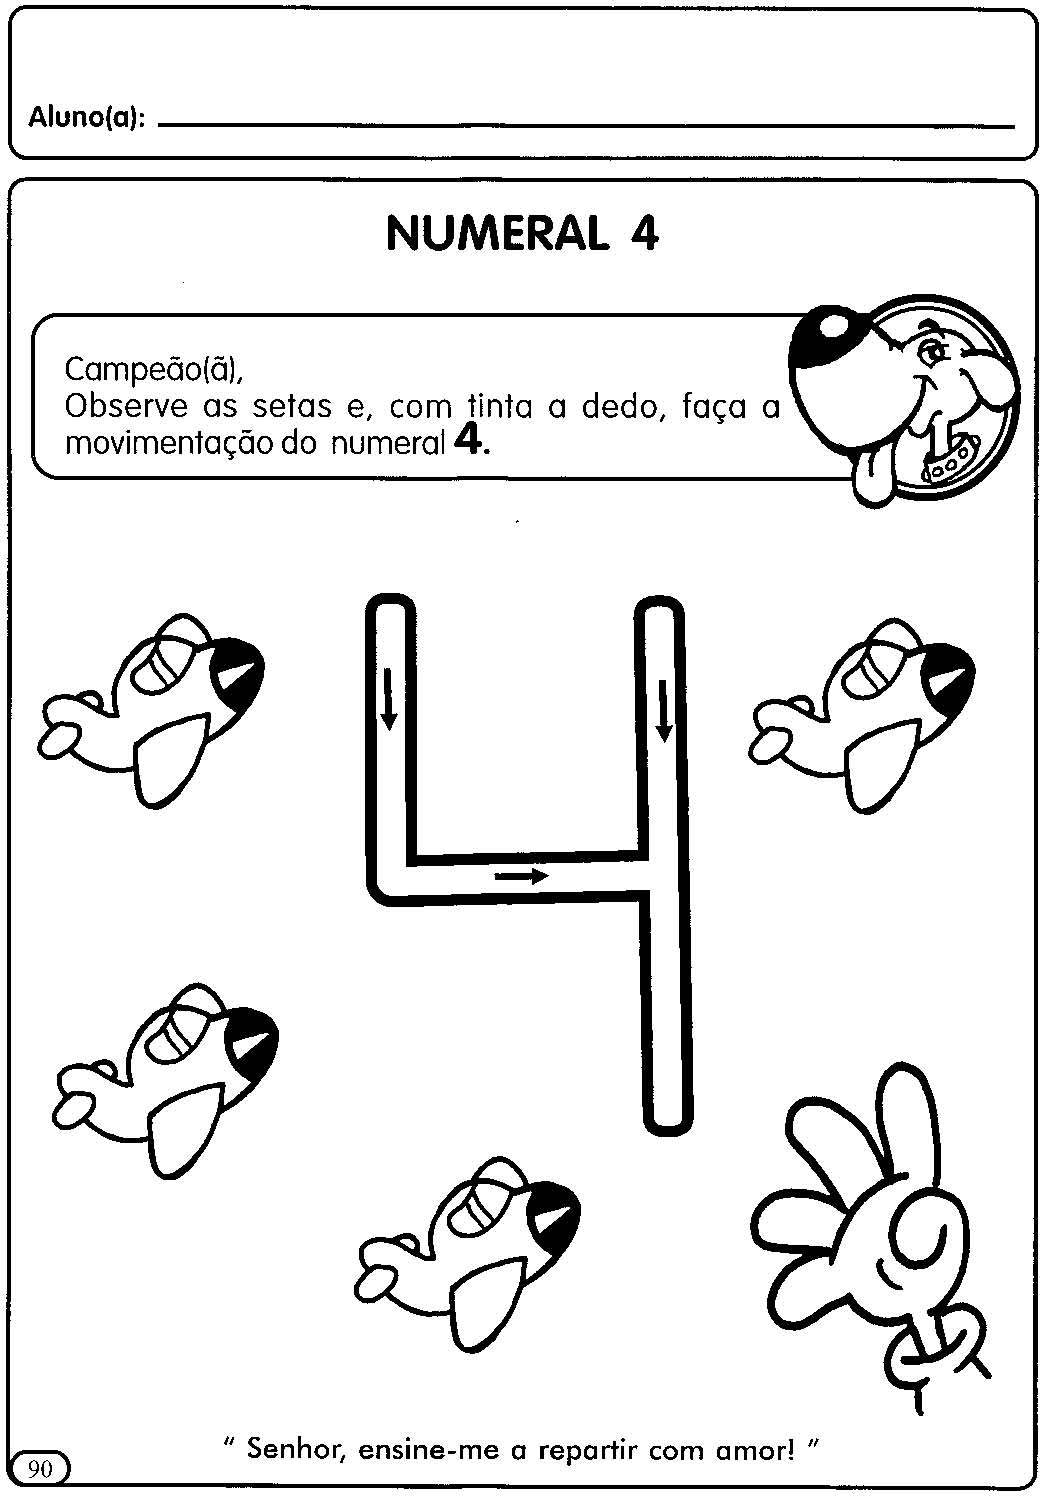 Aluno(a):
NUMERAL 4
Campeão(ã),
Observe as setas e, com tinta a dedo, faça a
movimentação do numeral 4.
4
" Senhor, ensine-me a repartir com amor! "
90